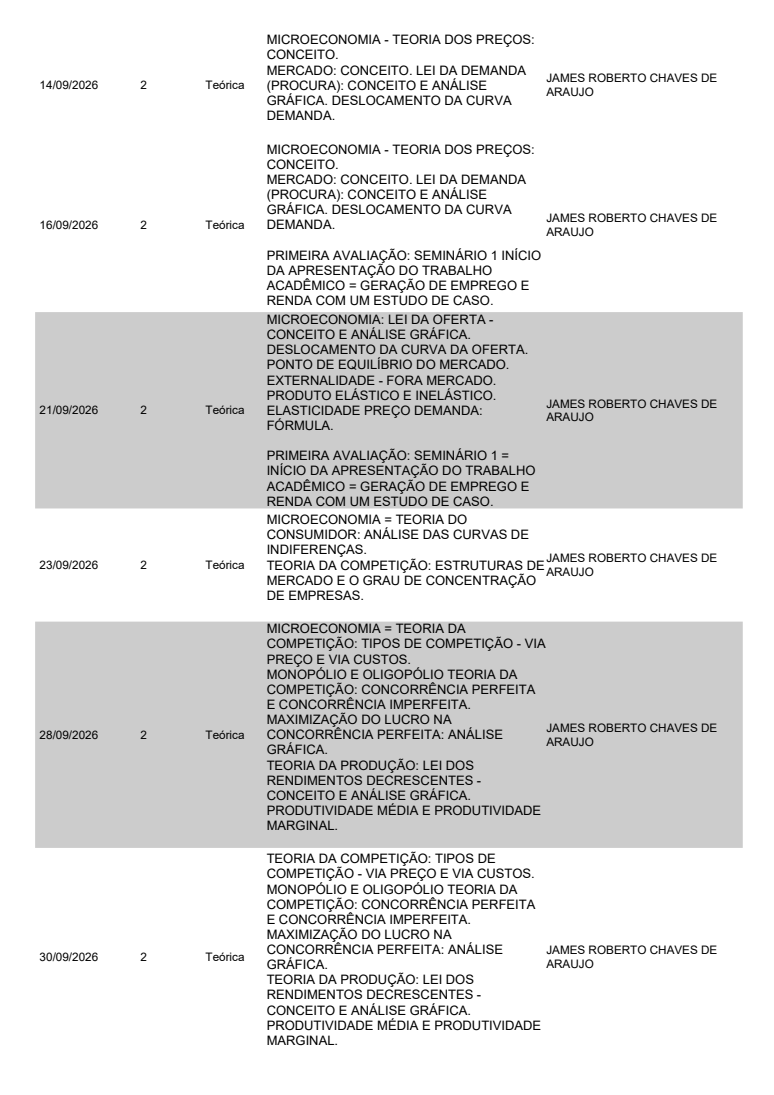 MICROECONOMIA - TEORIA DOS PREÇOS:
CONCEITO.
MERCADO: CONCEITO. LEI DA DEMANDA
(PROCURA): CONCEITO E ANÁLISE
GRÁFICA. DESLOCAMENTO DA CURVA
DEMANDA.
14/09/2026 2 Teórica
JAMES ROBERTO CHAVES DE
ARAUJO
MICROECONOMIA - TEORIA DOS PREÇOS:
CONCEITO.
MERCADO: CONCEITO. LEI DA DEMANDA
(PROCURA): CONCEITO E ANÁLISE
GRÁFICA. DESLOCAMENTO DA CURVA
DEMANDA.
PRIMEIRA AVALIAÇÃO: SEMINÁRIO 1 INÍCIO
DA APRESENTAÇÃO DO TRABALHO
ACADÊMICO = GERAÇÃO DE EMPREGO E
RENDA COM UM ESTUDO DE CASO.
16/09/2026 2 Teórica
JAMES ROBERTO CHAVES DE
ARAUJO
MICROECONOMIA: LEI DA OFERTA -
CONCEITO E ANÁLISE GRÁFICA.
DESLOCAMENTO DA CURVA DA OFERTA.
PONTO DE EQUILÍBRIO DO MERCADO.
EXTERNALIDADE - FORA MERCADO.
PRODUTO ELÁSTICO E INELÁSTICO.
ELASTICIDADE PREÇO DEMANDA:
FÓRMULA.
PRIMEIRA AVALIAÇÃO: SEMINÁRIO 1 =
INÍCIO DA APRESENTAÇÃO DO TRABALHO
ACADÊMICO = GERAÇÃO DE EMPREGO E
RENDA COM UM ESTUDO DE CASO.
21/09/2026 2 Teórica
JAMES ROBERTO CHAVES DE
ARAUJO
MICROECONOMIA = TEORIA DO
CONSUMIDOR: ANÁLISE DAS CURVAS DE
INDIFERENÇAS.
TEORIA DA COMPETIÇÃO: ESTRUTURAS DE
MERCADO E O GRAU DE CONCENTRAÇÃO
DE EMPRESAS.
23/09/2026 2 Teórica
JAMES ROBERTO CHAVES DE
ARAUJO
MICROECONOMIA = TEORIA DA
COMPETIÇÃO: TIPOS DE COMPETIÇÃO - VIA
PREÇO E VIA CUSTOS.
MONOPÓLIO E OLIGOPÓLIO TEORIA DA
COMPETIÇÃO: CONCORRÊNCIA PERFEITA
E CONCORRÊNCIA IMPERFEITA.
MAXIMIZAÇÃO DO LUCRO NA
CONCORRÊNCIA PERFEITA: ANÁLISE
GRÁFICA.
TEORIA DA PRODUÇÃO: LEI DOS
RENDIMENTOS DECRESCENTES -
CONCEITO E ANÁLISE GRÁFICA.
PRODUTIVIDADE MÉDIA E PRODUTIVIDADE
MARGINAL.
28/09/2026 2 Teórica
JAMES ROBERTO CHAVES DE
ARAUJO
TEORIA DA COMPETIÇÃO: TIPOS DE
COMPETIÇÃO - VIA PREÇO E VIA CUSTOS.
MONOPÓLIO E OLIGOPÓLIO TEORIA DA
COMPETIÇÃO: CONCORRÊNCIA PERFEITA
E CONCORRÊNCIA IMPERFEITA.
MAXIMIZAÇÃO DO LUCRO NA
CONCORRÊNCIA PERFEITA: ANÁLISE
GRÁFICA.
TEORIA DA PRODUÇÃO: LEI DOS
RENDIMENTOS DECRESCENTES -
CONCEITO E ANÁLISE GRÁFICA.
PRODUTIVIDADE MÉDIA E PRODUTIVIDADE
MARGINAL.
30/09/2026 2 Teórica
JAMES ROBERTO CHAVES DE
ARAUJO